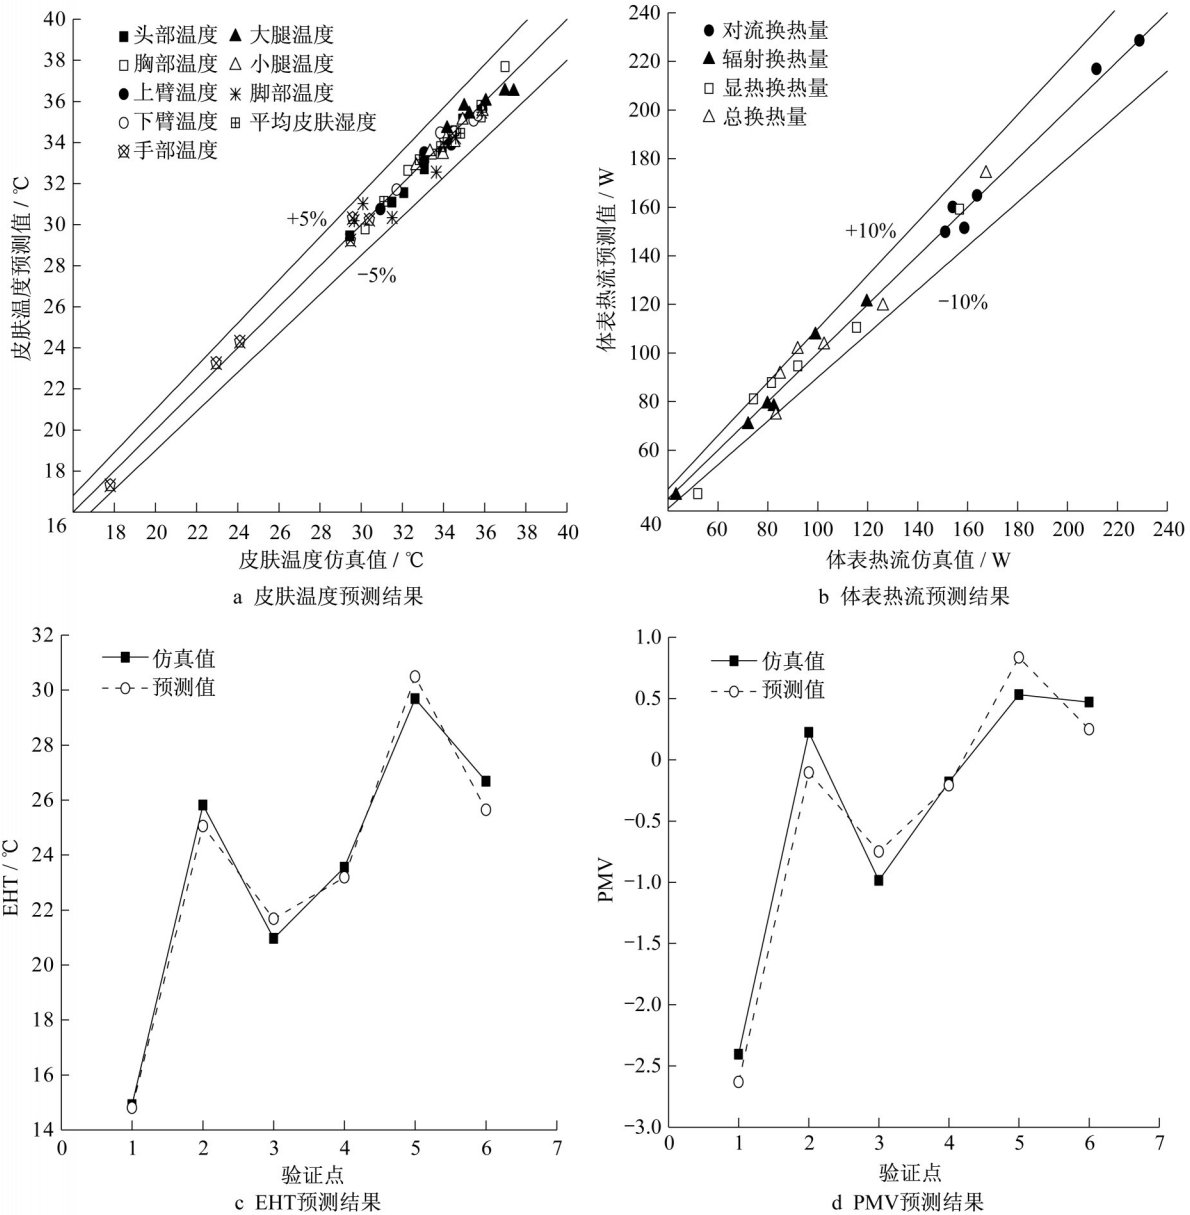 40
38
36
34
32
30
28
26
24
22
20
18
16
18 20 22 24 26 28 30 32 34 36 38 40
皮肤温度预测值 / ℃
皮肤温度仿真值 / ℃
头部温度 大腿温度
胸部温度 小腿温度
上臂温度 脚部温度
下臂温度 平均皮肤湿度
手部温度
+5%
−5%
a 皮肤温度预测结果
240
220
200
180
160
140
120
100
80
60
40
60 80 100 120 140 160 180 200 220 240
体表热流预测值 / W
体表热流仿真值 / W
对流换热量
辐射换热量
显热换热量
总换热量
+10%
−10%
b 体表热流预测结果
32
30
28
26
24
22
20
18
16
14
0 1 2 3 4 5 6 7
EHT / ℃
验证点
仿真值
预测值
c EHT预测结果
1.0
0.5
0
−0.5
−1.0
−1.5
−2.0
−2.5
−3.0
0 1 2 3 4 5 6 7
PMV
验证点
仿真值
预测值
d PMV预测结果